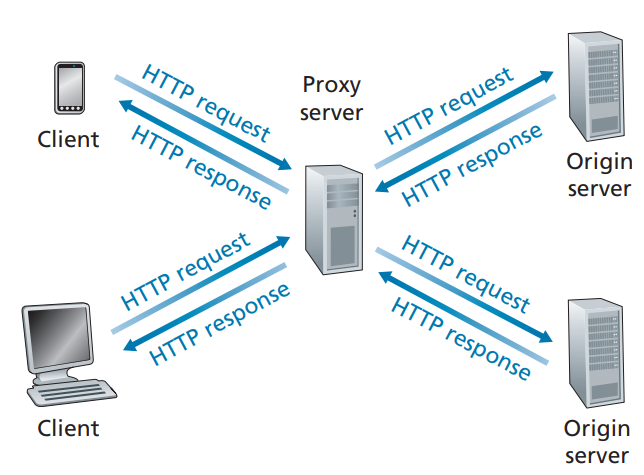 HTTP request
HTTP response
Client
Proxy
server
HTTP request
HTTP response
Origin
server
HTTP request
HTTP response
Client
HTTP request
HTTP response
Origin
server